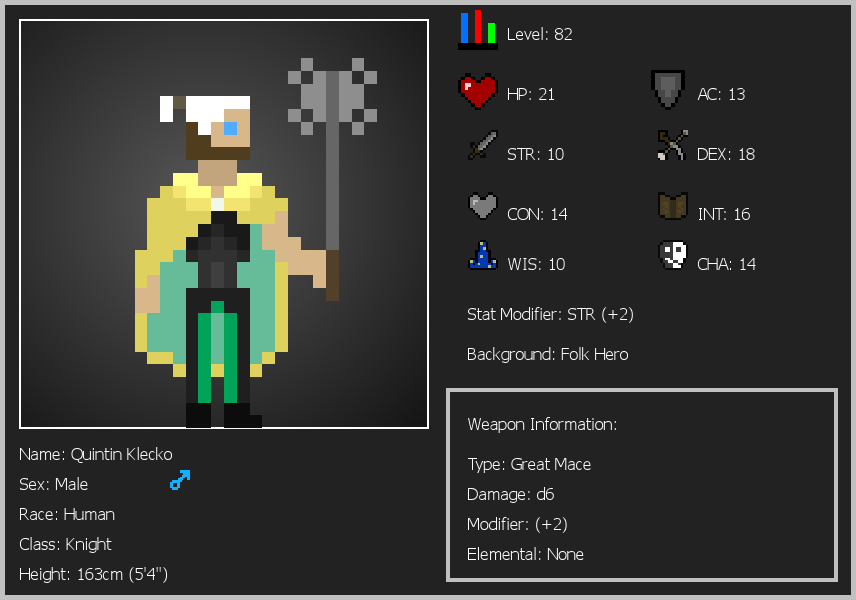 Level: 82
HP: 21
AC: 13
STR: 10
DEX: 18
CON: 14
INT: 16
WIS: 10
CHA: 14
Stat Modifier: STR (+2)
Background: Folk Hero
Weapon Information:
Type: Great Mace
Damage: d6
Modifier: (+2)
Elemental: None
Name: Quintin Klecko
Sex: Male
Race: Human
Class: Knight
Height: 163cm (5'4")